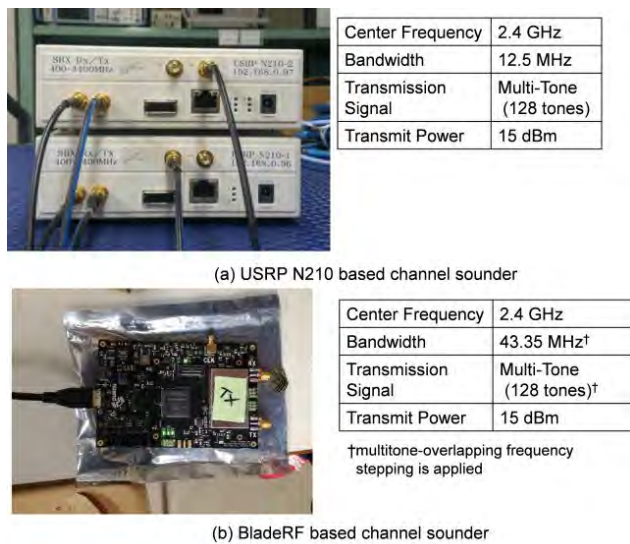 SBX Rx/Tx
400-4400MHz
USRP N210-2
192.168.0.97
SBX Rx/TX
400-4400MHz
USRP N210-1
192.168.0.96
Center Frequency 2.4 GHz
Bandwidth 12.5 MHz
Transmission Multi-Tone
Signal (128 tones)
Transmit Power 15 dBm
(a) USRP N210 based channel sounder
Center Frequency 2.4 GHz
Bandwidth 43.35 MHz†
Transmission Multi-Tone
Signal (128 tones)†
Transmit Power 15 dBm
†multitone-overlapping frequency
stepping is applied
(b) BladeRF based channel sounder